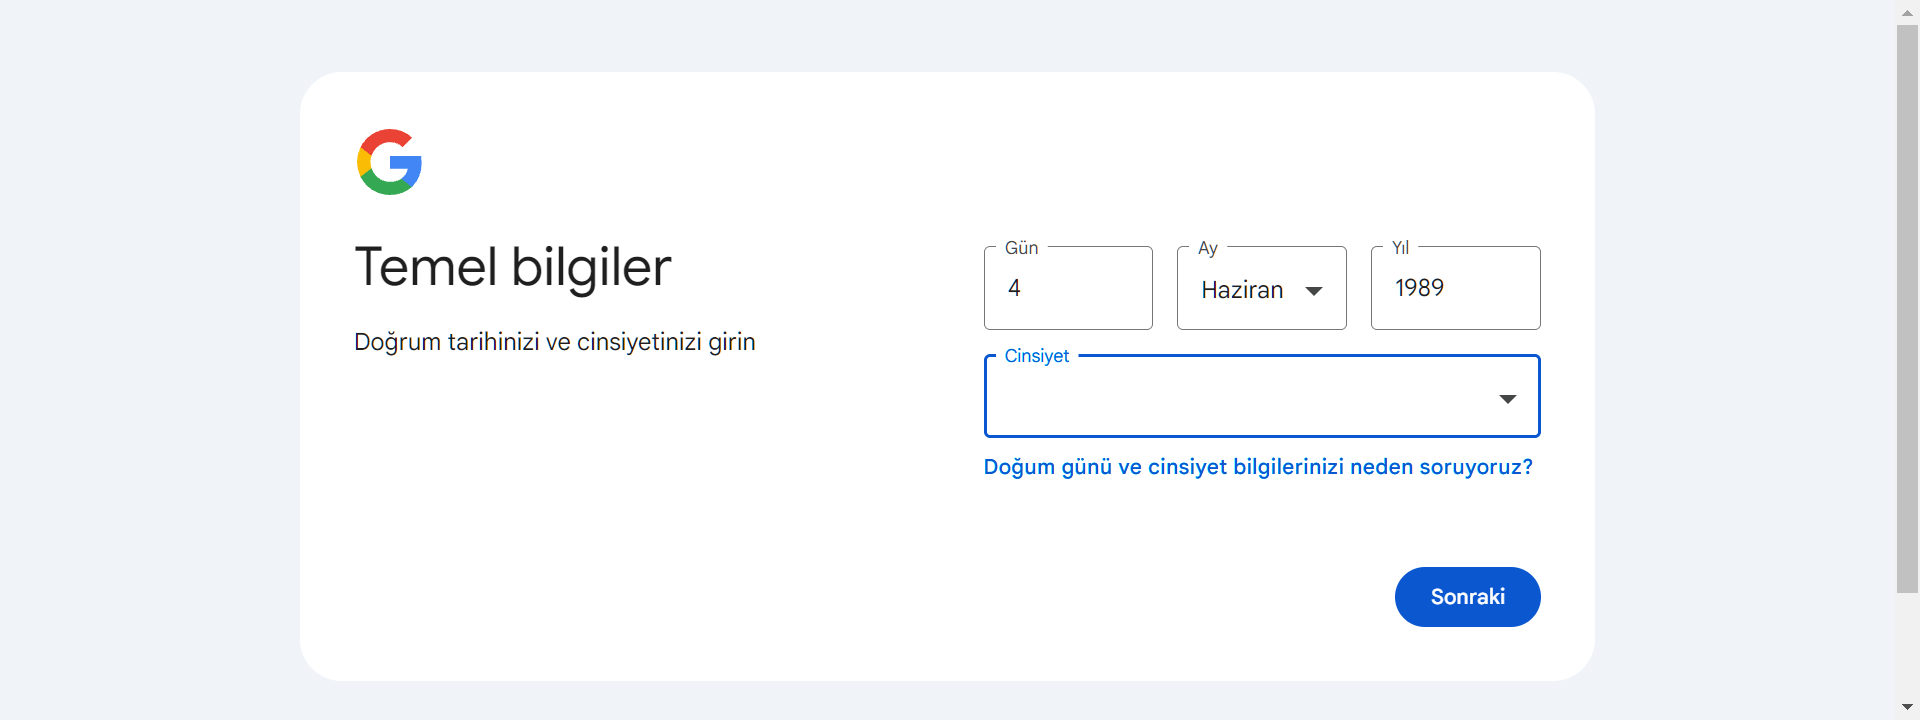 Temel bilgiler
Doğrum tarihinizi ve cinsiyetinizi girin
Gün
Ay
Yıl
4
Haziran
1989
Cinsiyet
Doğum günü ve cinsiyet bilgilerinizi neden soruyoruz?
Sonraki